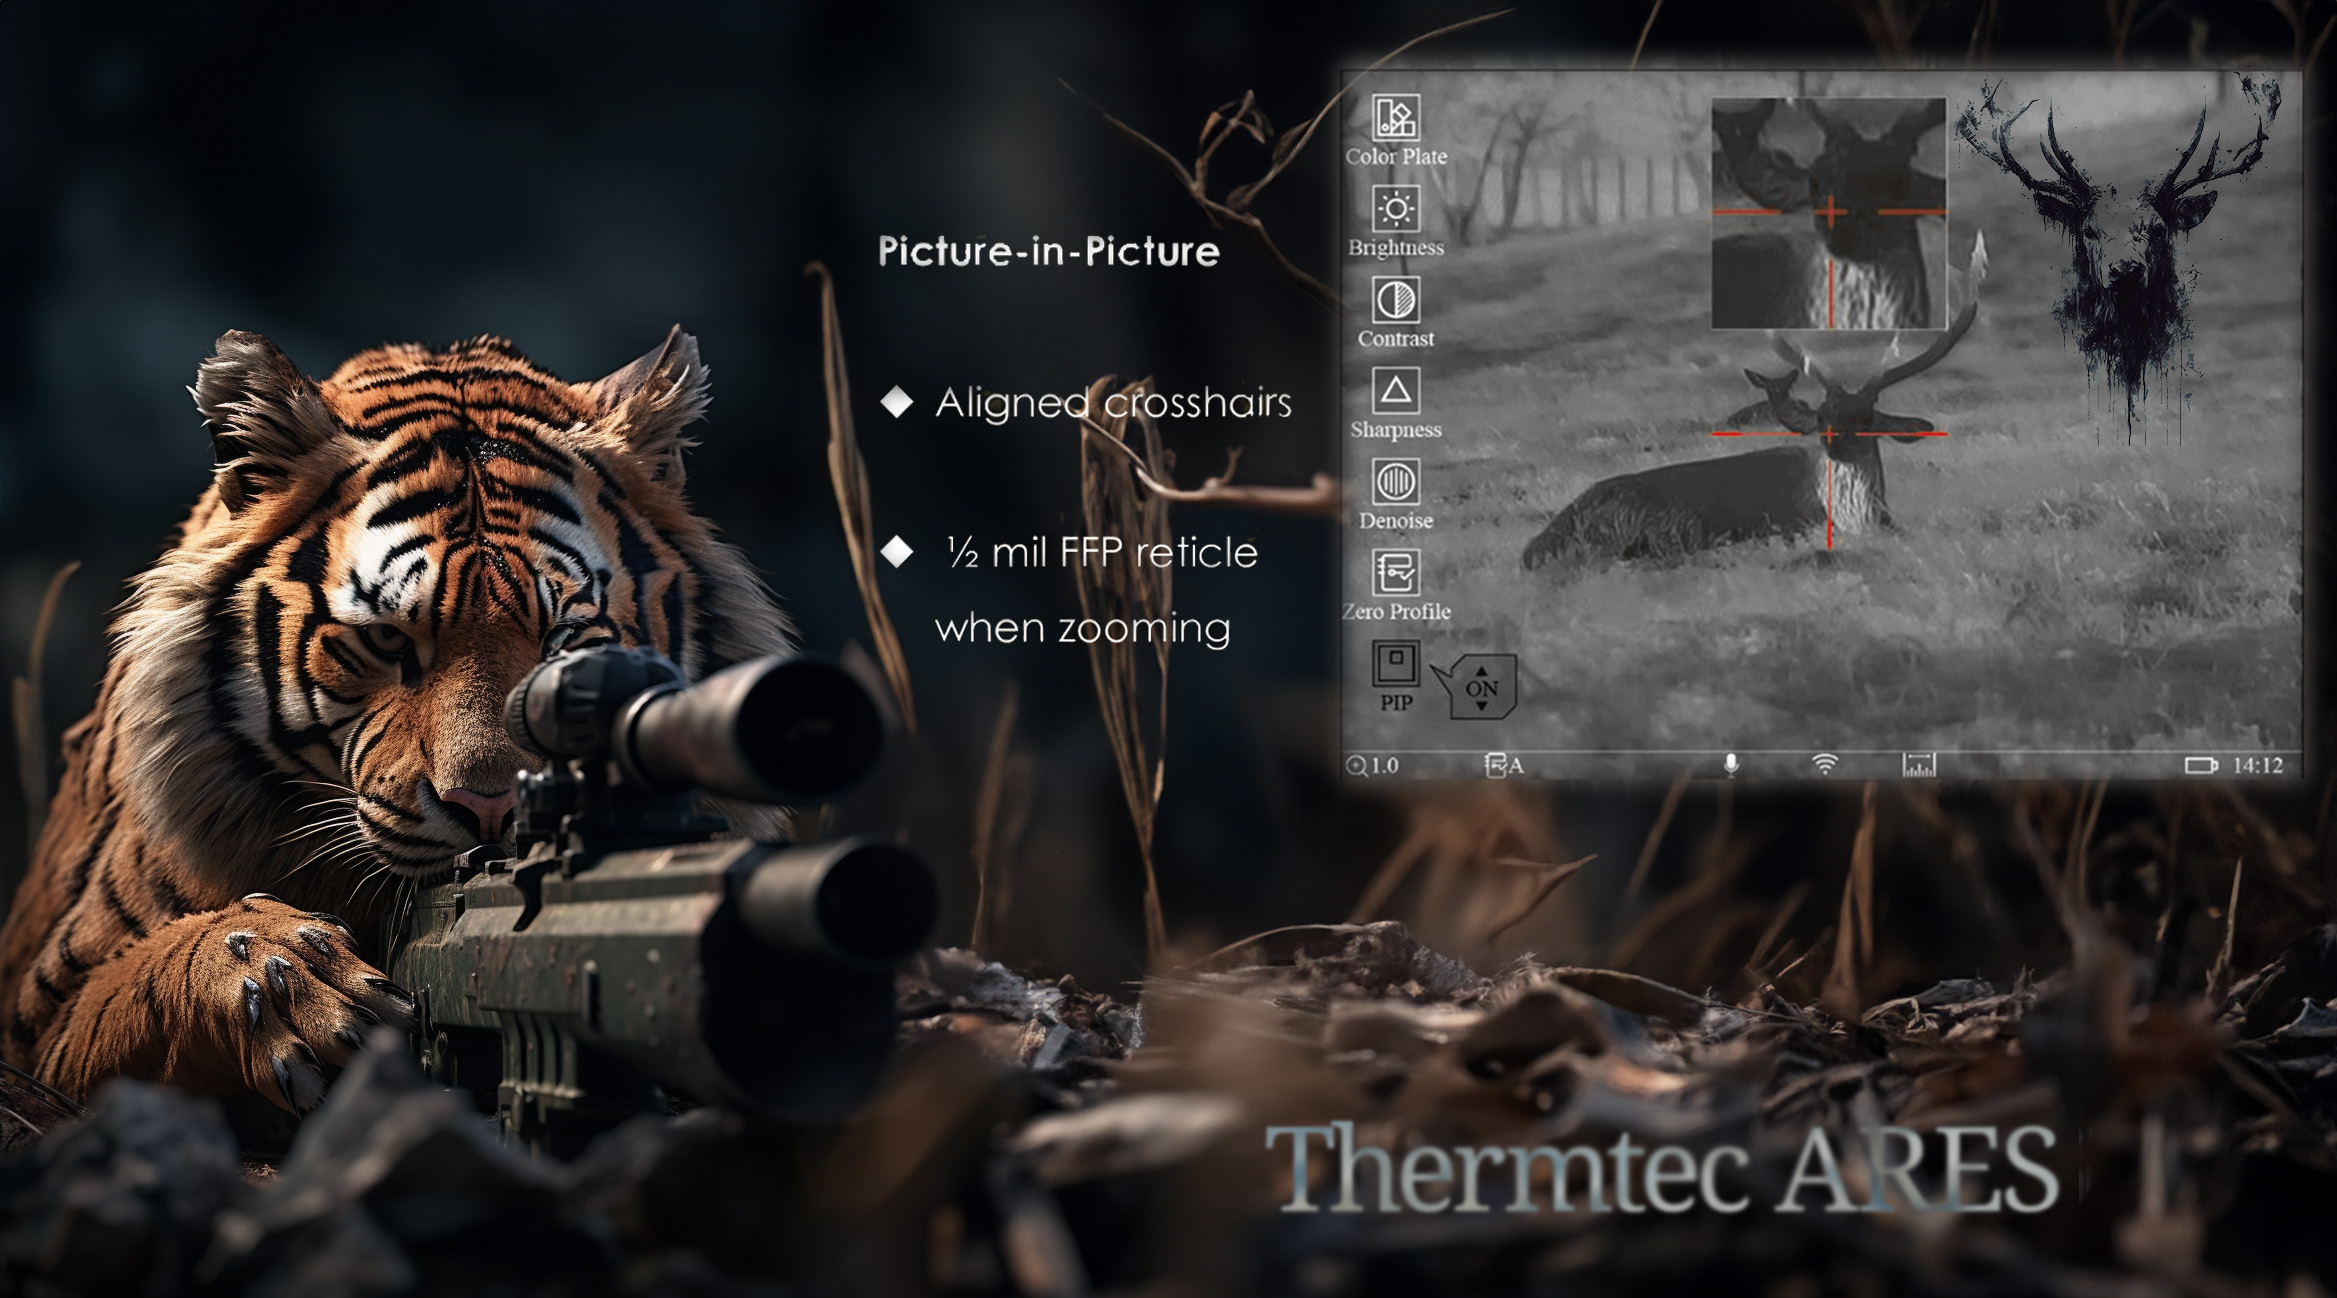 Picture-in-Picture
Aligned crosshairs
½ mil FFP reticle
when zooming
Color Plate
Brightness
Contrast
Sharpness
Denoise
Zero Profile
PIP
ON
1.0
A
14:12
Thermtec ARES